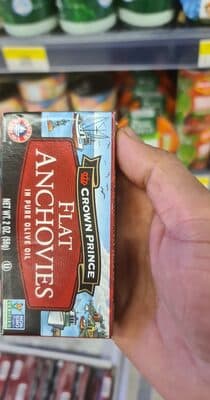 CROWN PRINCE
FLAT
ANCHOVIES
IN PURE OLIVE OIL
NET WT. 2 OZ. (56g)